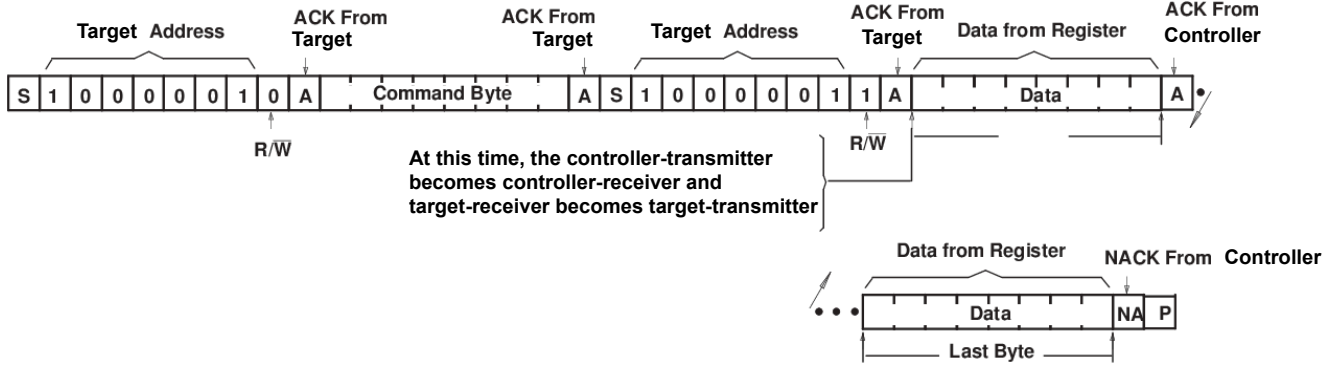 ACK From Target
ACK From Target
ACK From Target
ACK From Controller
Target Address
Target Address
Data from Register
S 1 0 0 0 0 0 1 0 A Command Byte A S 1 0 0 0 0 0 1 1 A Data A •
R/W̅
R/W̅
At this time, the controller-transmitter
becomes controller-receiver and
target-receiver becomes target-transmitter
Data from Register
NACK From Controller
• • • Data NA P
Last Byte